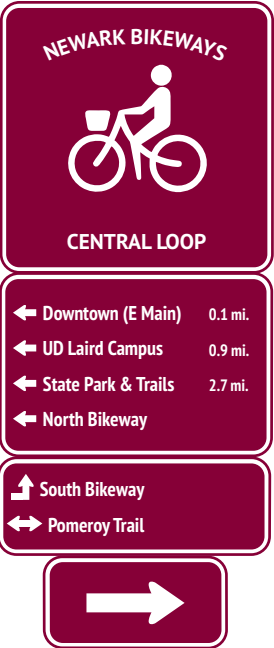 NEWARK BIKEWAYS
CENTRAL LOOP
Downtown (E Main) 0.1 mi.
UD Laird Campus 0.9 mi.
State Park & Trails 2.7 mi.
North Bikeway
South Bikeway
Pomeroy Trail